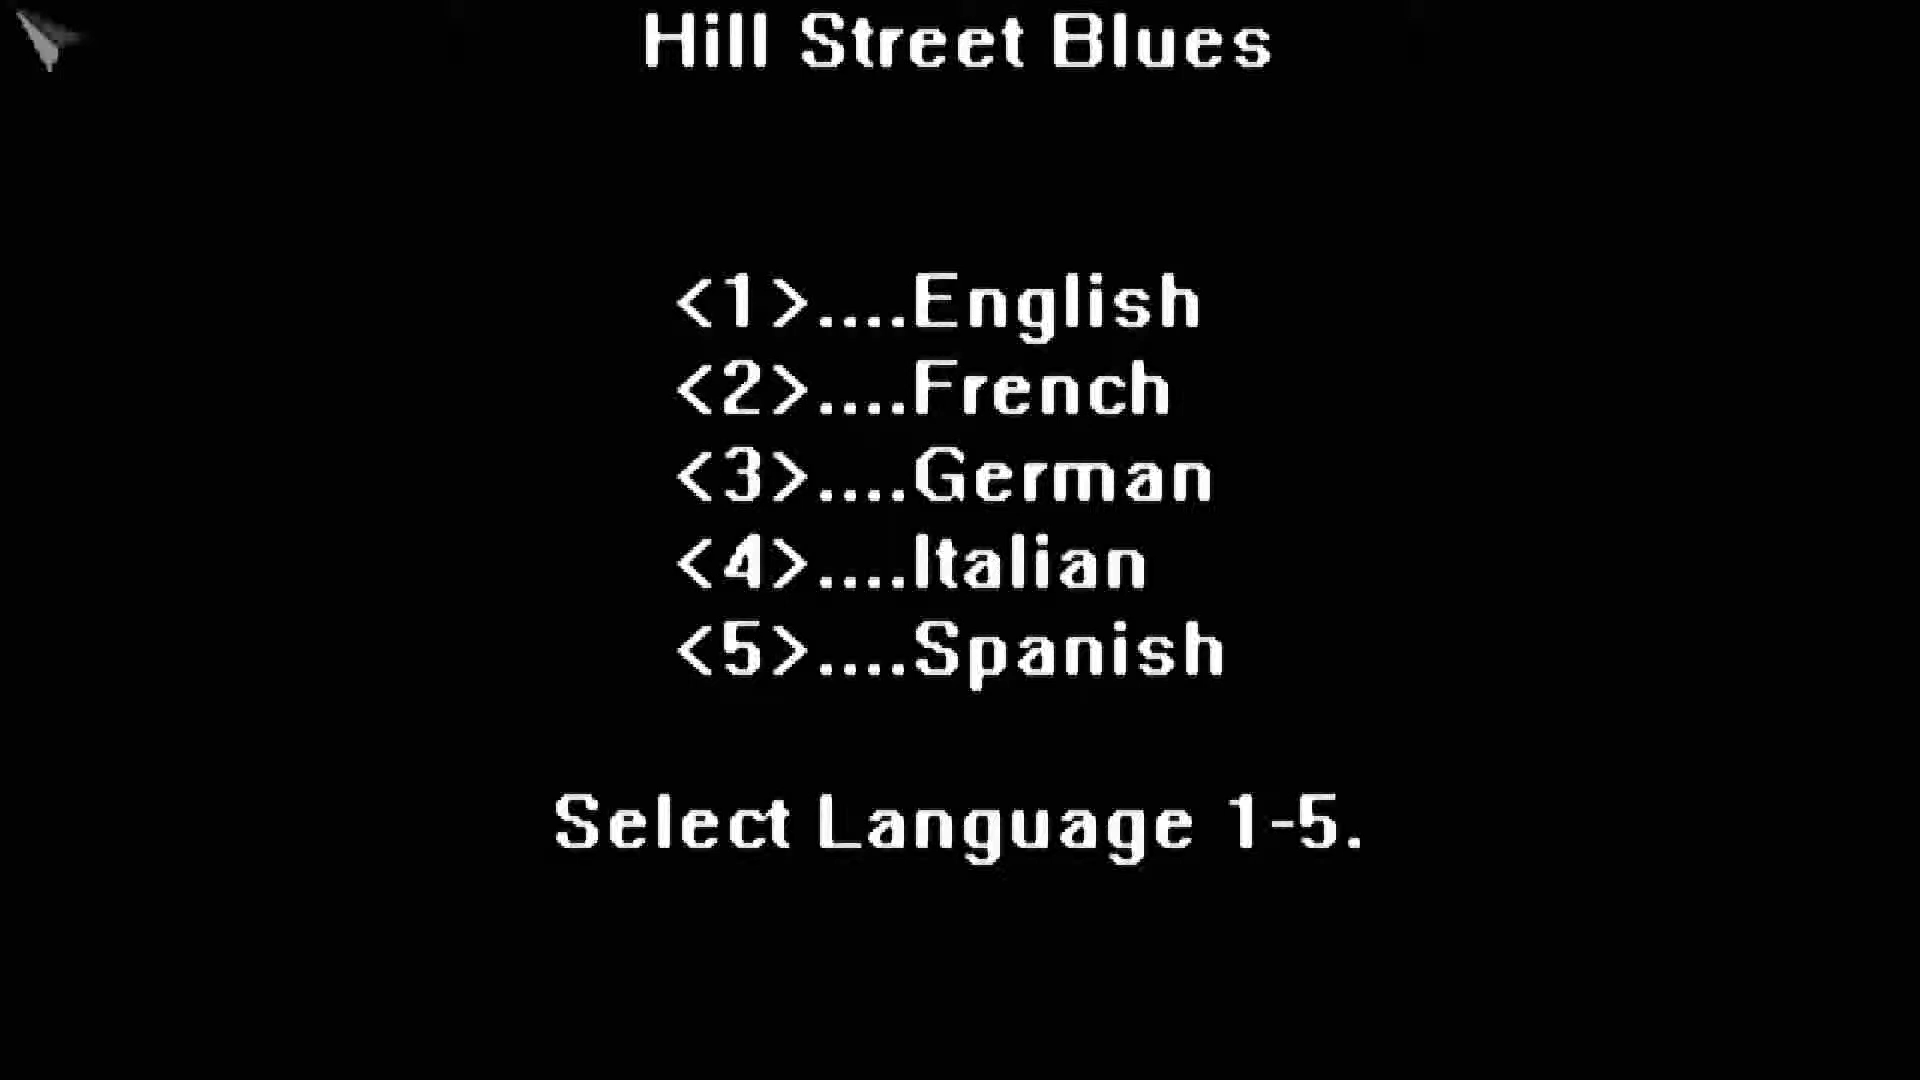 Hill Street Blues
<1>....English
<2>....French
<3>....German
<4>....Italian
<5>....Spanish
Select Language 1-5.